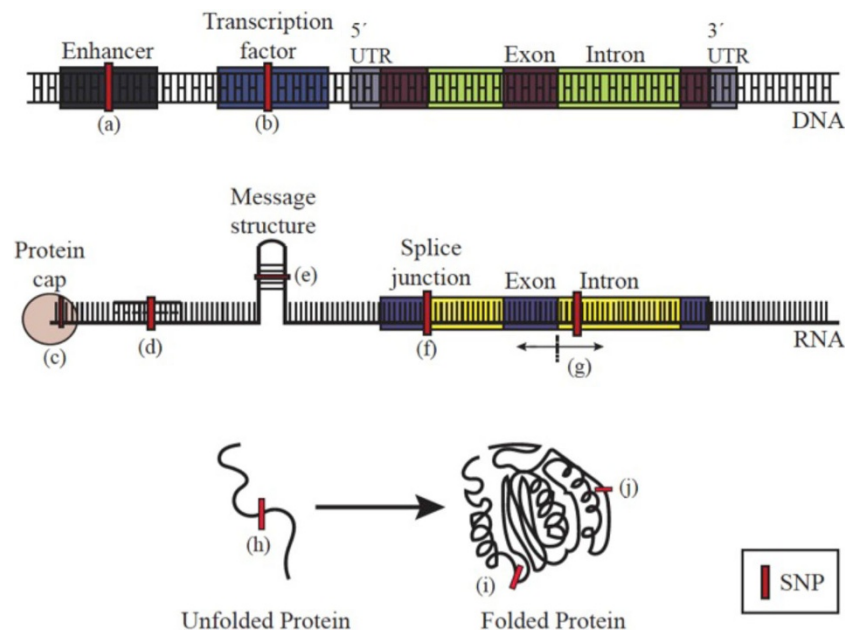 Enhancer
Transcription
factor
5´
UTR
Exon
Intron
3´
UTR
(a)
(b)
DNA
Message
structure
Protein
cap
(e)
Splice
junction
Exon
Intron
(c)
(d)
(f)
(g)
RNA
(h)
(j)
(i)
SNP
Unfolded Protein
Folded Protein